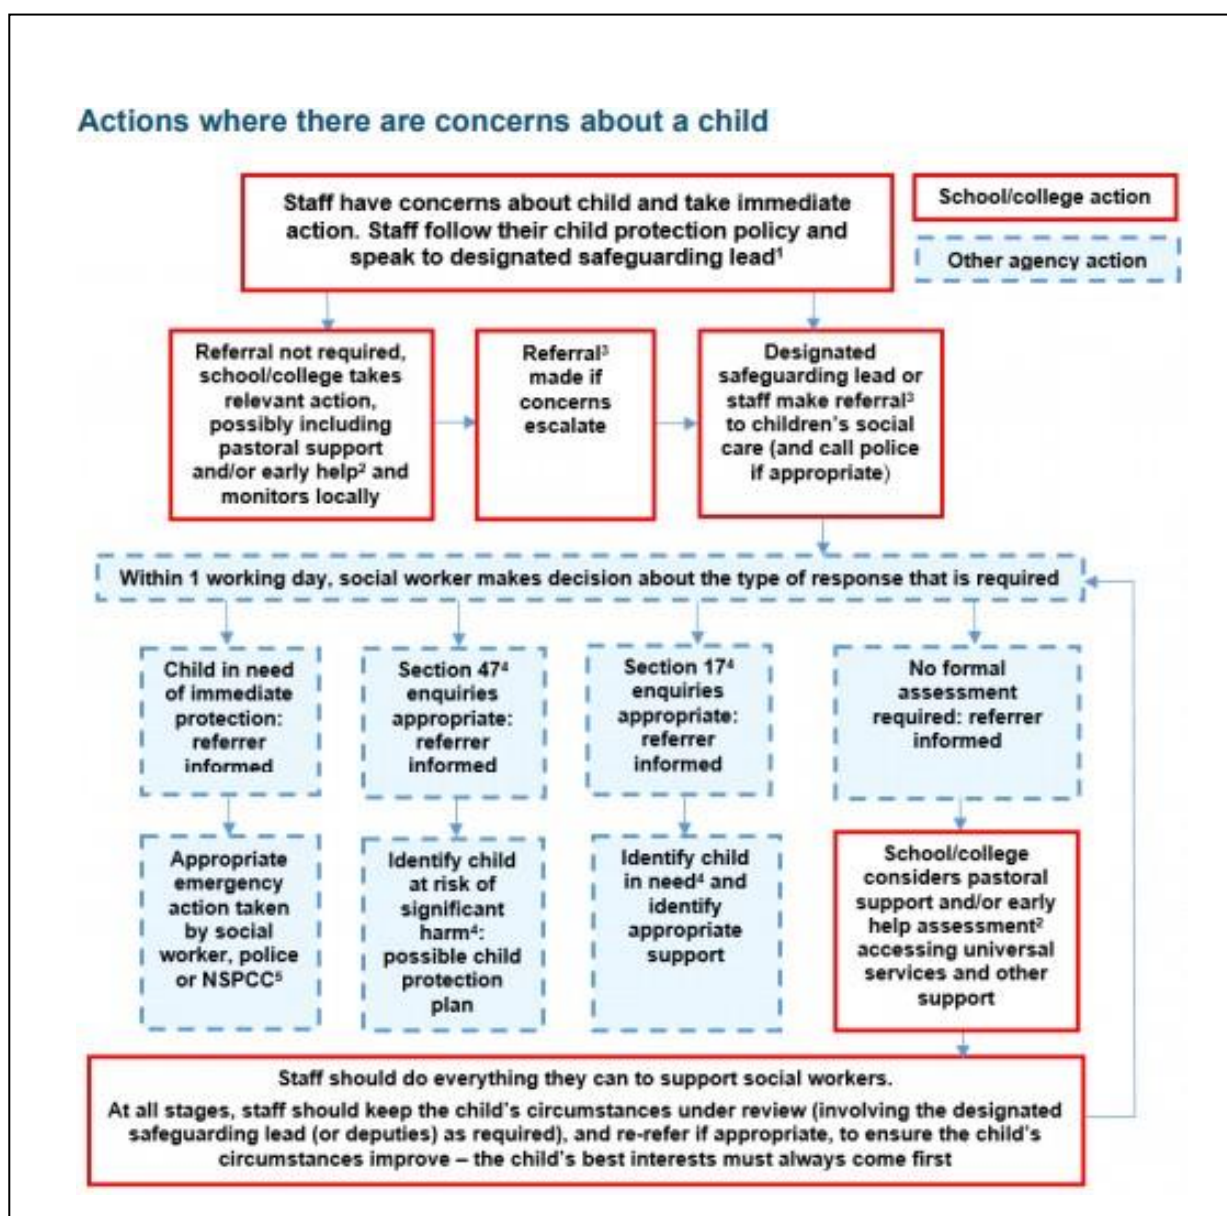 Actions where there are concerns about a child
Staff have concerns about child and take immediate
action. Staff follow their child protection policy and
speak to designated safeguarding lead¹
School/college action
Other agency action
Referral not required,
school/college takes
relevant action,
possibly including
pastoral support
and/or early help² and
monitors locally
Referral³
made if
concerns
escalate
Designated
safeguarding lead or
staff make referral³
to children's social
care (and call police
if appropriate)
Within 1 working day, social worker makes decision about the type of response that is required
Child in need
of immediate
protection:
referrer
informed
Section 47⁴
enquiries
appropriate:
referrer
informed
Section 17⁴
enquiries
appropriate:
referrer
informed
No formal
assessment
required: referrer
informed
Appropriate
emergency
action taken
by social
worker, police
or NSPCC⁵
Identify child
at risk of
significant
harm⁴:
possible child
protection
plan
Identify child
in need⁴ and
identify
appropriate
support
School/college
considers pastoral
support and/or early
help assessment²
accessing universal
services and other
support
Staff should do everything they can to support social workers.
At all stages, staff should keep the child's circumstances under review (involving the designated
safeguarding lead (or deputies) as required), and re-refer if appropriate, to ensure the child's
circumstances improve – the child's best interests must always come first